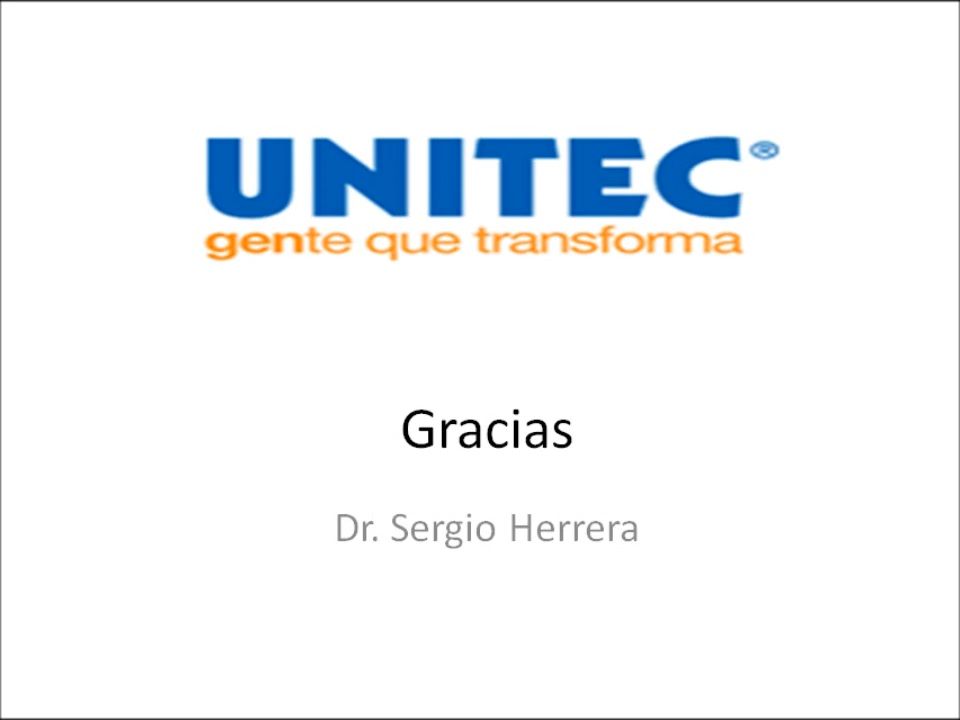 UNITEC®
gente que transforma
Gracias
Dr. Sergio Herrera